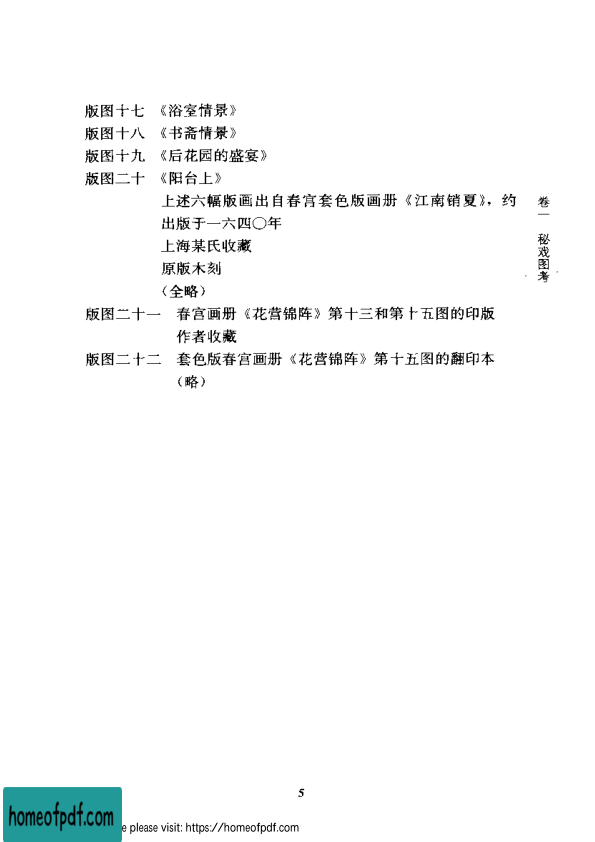 版图十七 《浴室情景》
版图十八 《书斋情景》
版图十九 《后花园的盛宴》
版图二十 《阳台上》
上述六幅版画出自春宫套色版画册《江南销夏》，约
出版于一六四〇年
上海某氏收藏
原版木刻
（全略）
版图二十一 春宫画册《花营锦阵》第十三和第十五图的印版
作者收藏
版图二十二 套色版春宫画册《花营锦阵》第十五图的翻印本
（略）
卷一 秘戏图考
5
homeofpdf.com
e please visit: https://homeofpdf.com